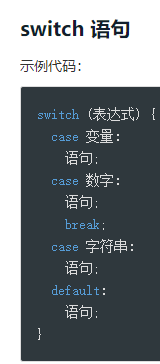 switch 语句
示例代码：
switch (表达式) {
  case 变量:
    语句;
  case 数字:
    语句;
    break;
  case 字符串:
    语句;
  default:
    语句;
}